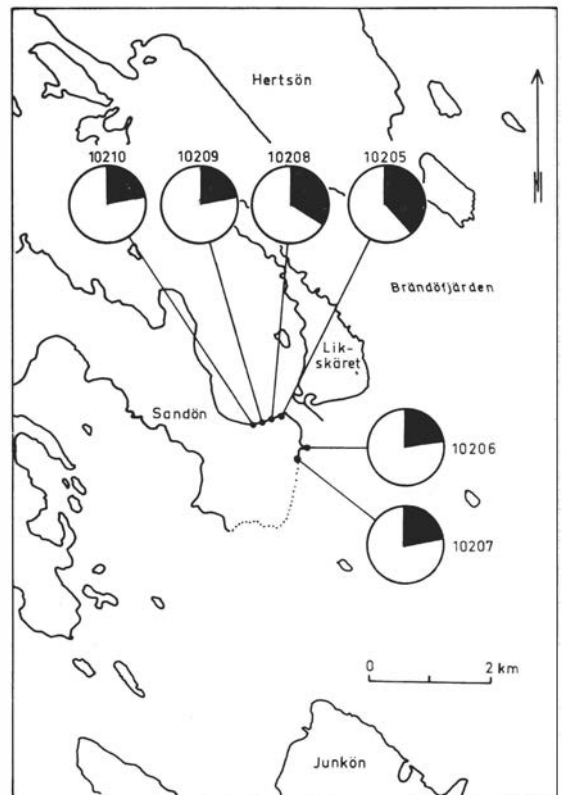 Hertsön
10210
10209
10208
10205
N
Brändöfjärden
Lik-
skäret
Sandön
10206
10207
0
2 km
Junkön